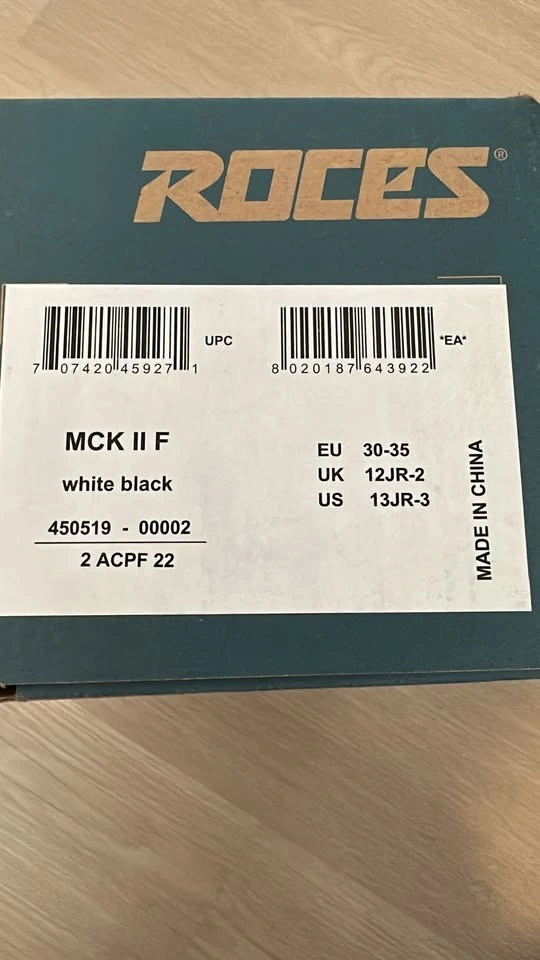 ROCES®
7 07420 45927 1 UPC
8 020187 643922 *EA*
MCK II F
white black
450519 - 00002
2 ACPF 22
EU 30-35
UK 12JR-2
US 13JR-3
MADE IN CHINA